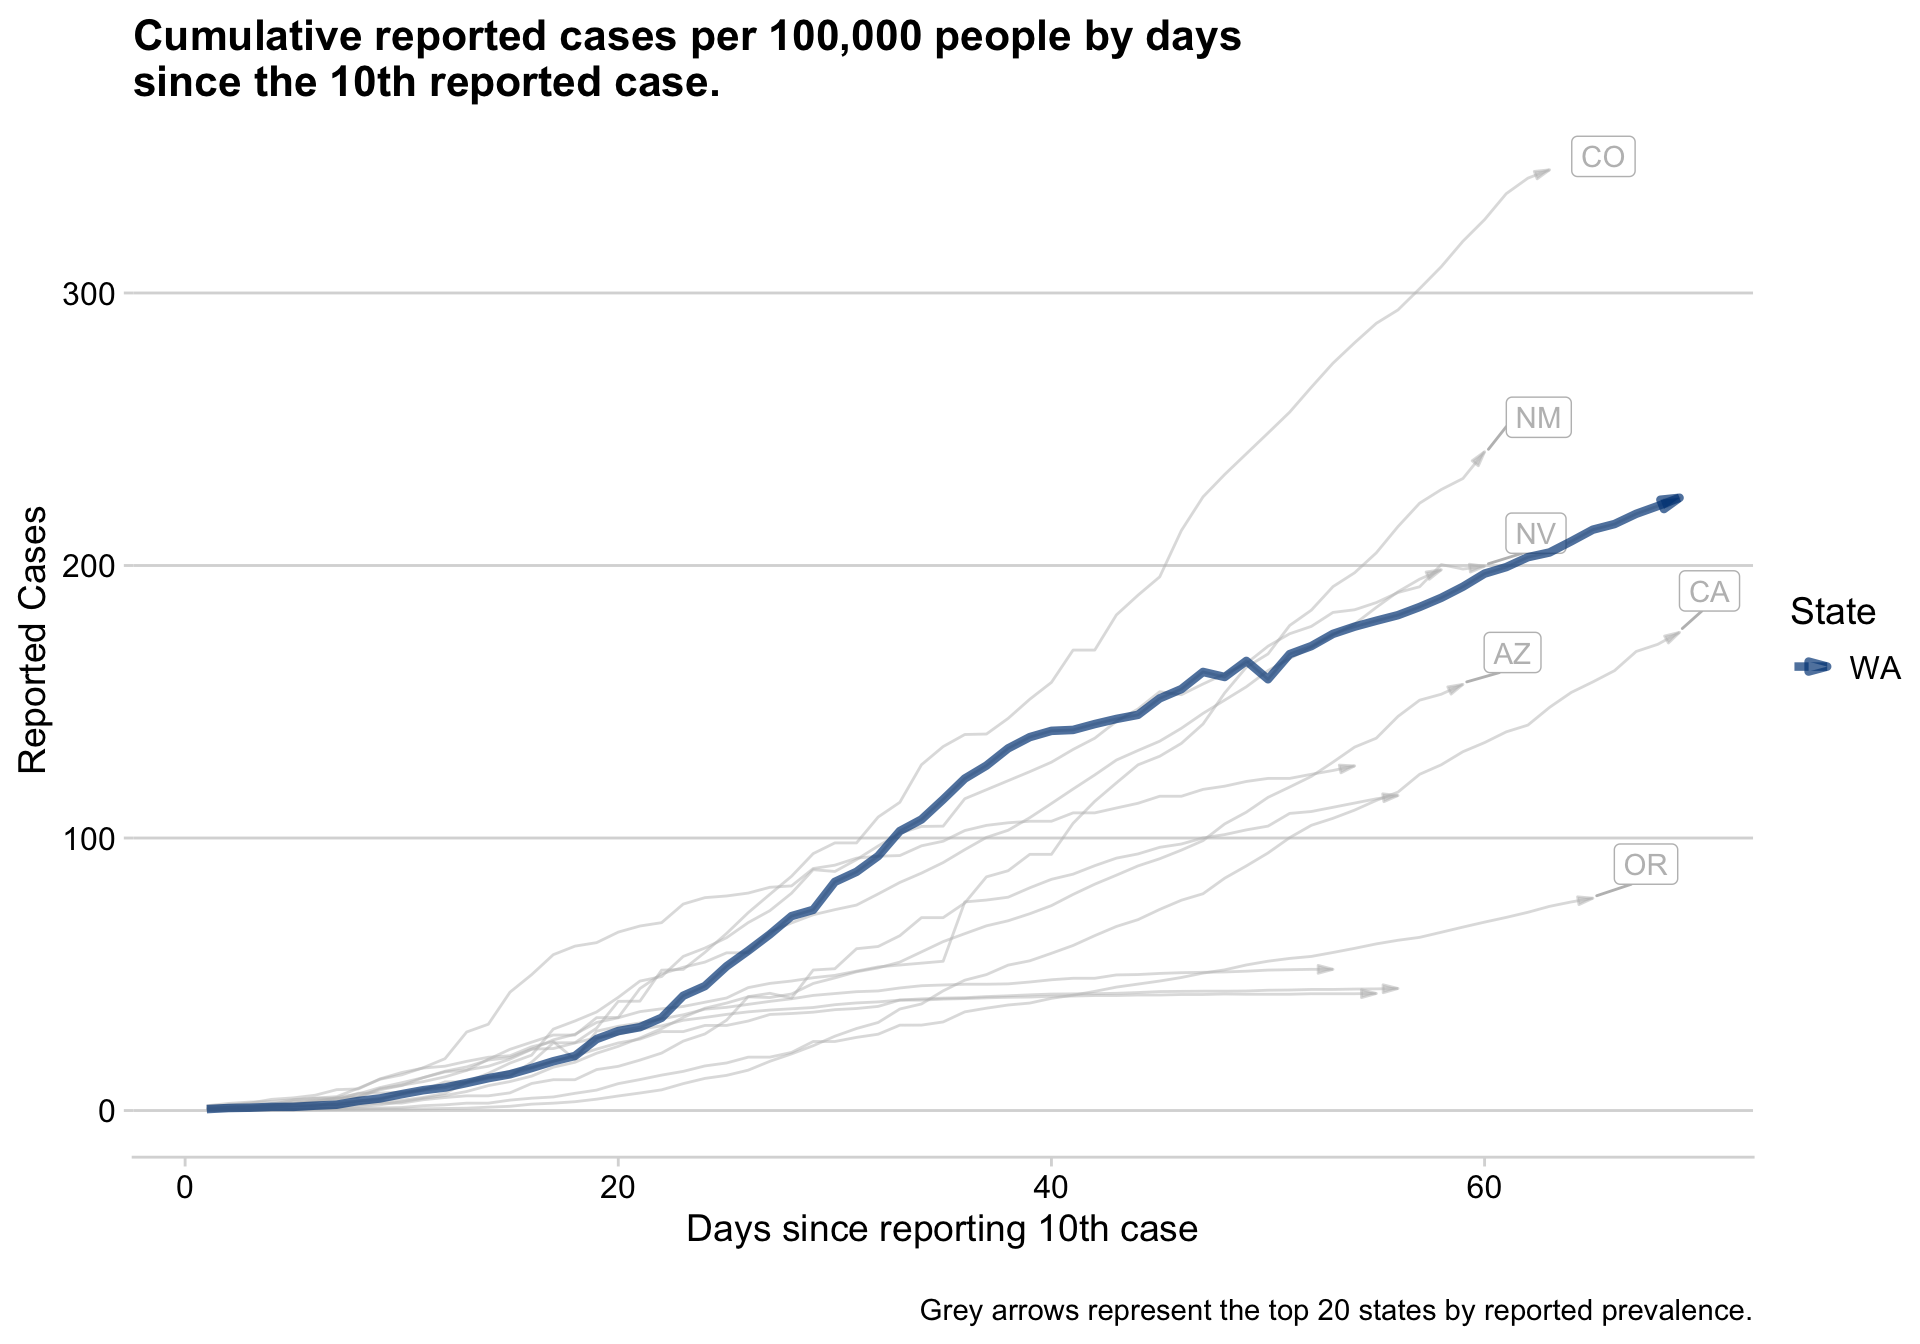 Cumulative reported cases per 100,000 people by days
since the 10th reported case.
CO
300
NM
NV
200
CA
AZ
100
OR
0
Reported Cases
State
WA
0 20 40 60
Days since reporting 10th case
Grey arrows represent the top 20 states by reported prevalence.